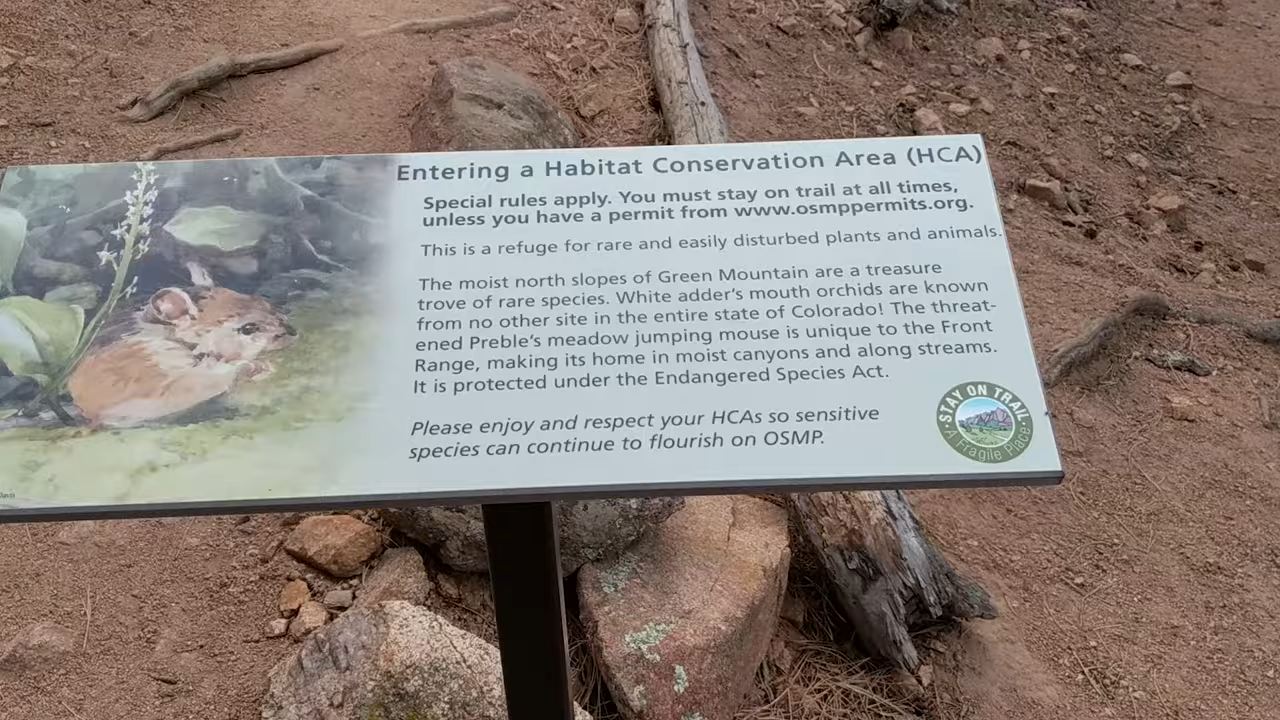 Entering a Habitat Conservation Area (HCA)
Special rules apply. You must stay on trail at all times,
unless you have a permit from www.osmppermits.org.
This is a refuge for rare and easily disturbed plants and animals.
The moist north slopes of Green Mountain are a treasure
trove of rare species. White adder's mouth orchids are known
from no other site in the entire state of Colorado! The threat-
ened Preble's meadow jumping mouse is unique to the Front
Range, making its home in moist canyons and along streams.
It is protected under the Endangered Species Act.
Please enjoy and respect your HCAs so sensitive
species can continue to flourish on OSMP.
STAY ON TRAIL
A Fragile Place